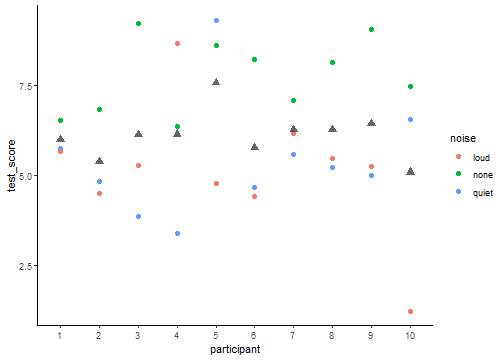 test_score
7.5
5.0
2.5
1 2 3 4 5 6 7 8 9 10
participant
noise
loud
none
quiet